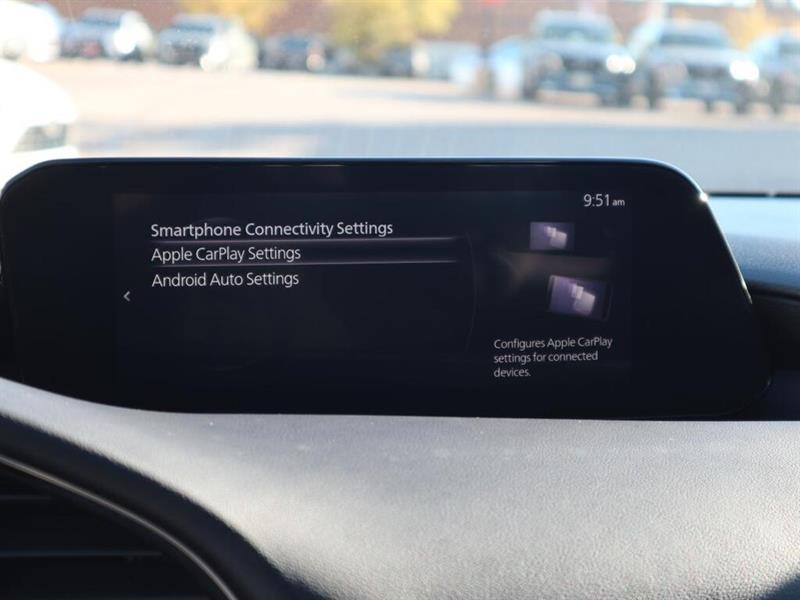 9:51 am
Smartphone Connectivity Settings
Apple CarPlay Settings
Android Auto Settings
Configures Apple CarPlay
settings for connected
devices.